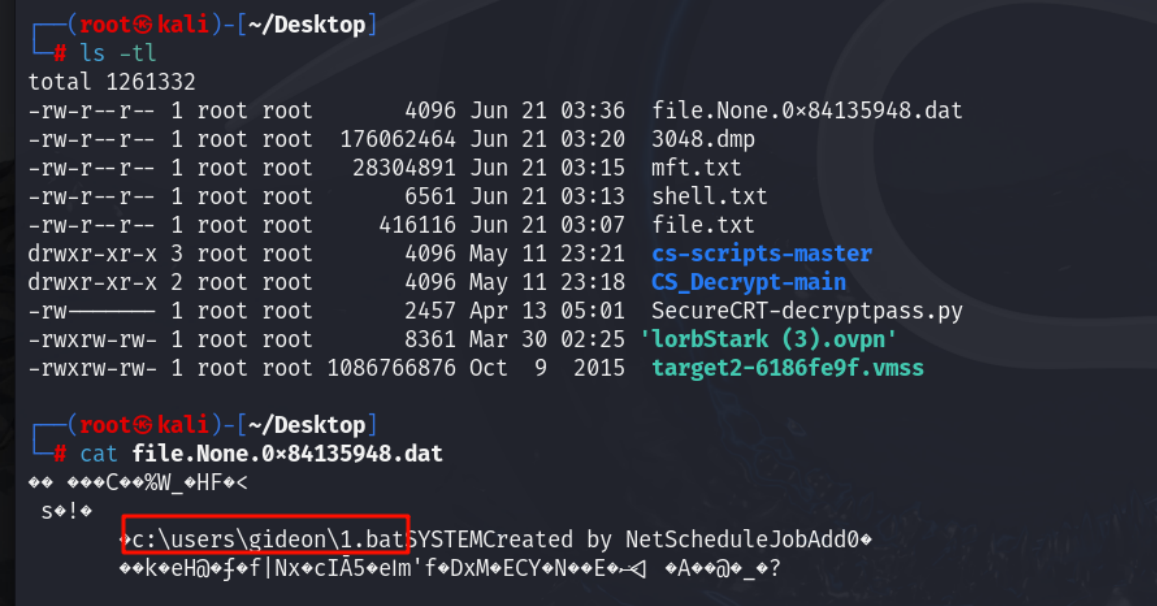 ┌──(root㉿kali)-[~/Desktop]
└─# ls -tl
total 1261332
-rw-r--r-- 1 root root 4096 Jun 21 03:36 file.None.0×84135948.dat
-rw-r--r-- 1 root root 176062464 Jun 21 03:20 3048.dmp
-rw-r--r-- 1 root root 28304891 Jun 21 03:15 mft.txt
-rw-r--r-- 1 root root 6561 Jun 21 03:13 shell.txt
-rw-r--r-- 1 root root 416116 Jun 21 03:07 file.txt
drwxr-xr-x 3 root root 4096 May 11 23:21 cs-scripts-master
drwxr-xr-x 2 root root 4096 May 11 23:18 CS_Decrypt-main
-rw------- 1 root root 2457 Apr 13 05:01 SecureCRT-decryptpass.py
-rwxrw-rw- 1 root root 8361 Mar 30 02:25 'lorbStark (3).ovpn'
-rwxrw-rw- 1 root root 1086766876 Oct 9 2015 target2-6186fe9f.vmss
┌──(root㉿kali)-[~/Desktop]
└─# cat file.None.0×84135948.dat
�� ���C��%W_�HF�<
s�!�
�c:\users\gideon\1.batSYSTEMCreated by NetScheduleJobAdd0�
��k�eH@�ʄ�f|Nx�cIĀ5�eIm'f�DxM�ECY�N��E� �A��@�_�?